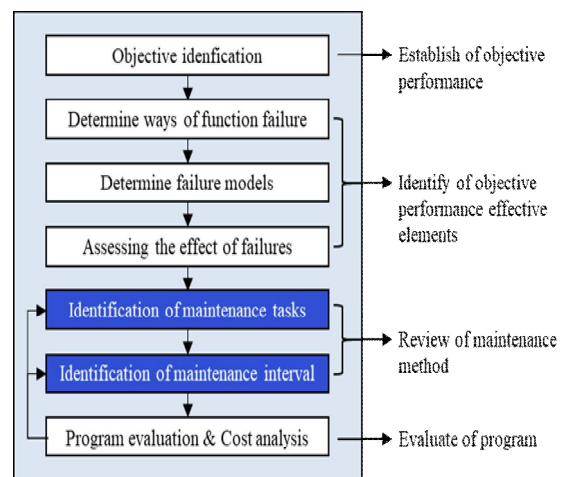 Objective idenfication
Establish of objective
performance
Determine ways of function failure
Determine failure models
Identify of objective
performance effective
elements
Assessing the effect of failures
Identification of maintenance tasks
Review of maintenance
method
Identification of maintenance interval
Program evaluation & Cost analysis
Evaluate of program